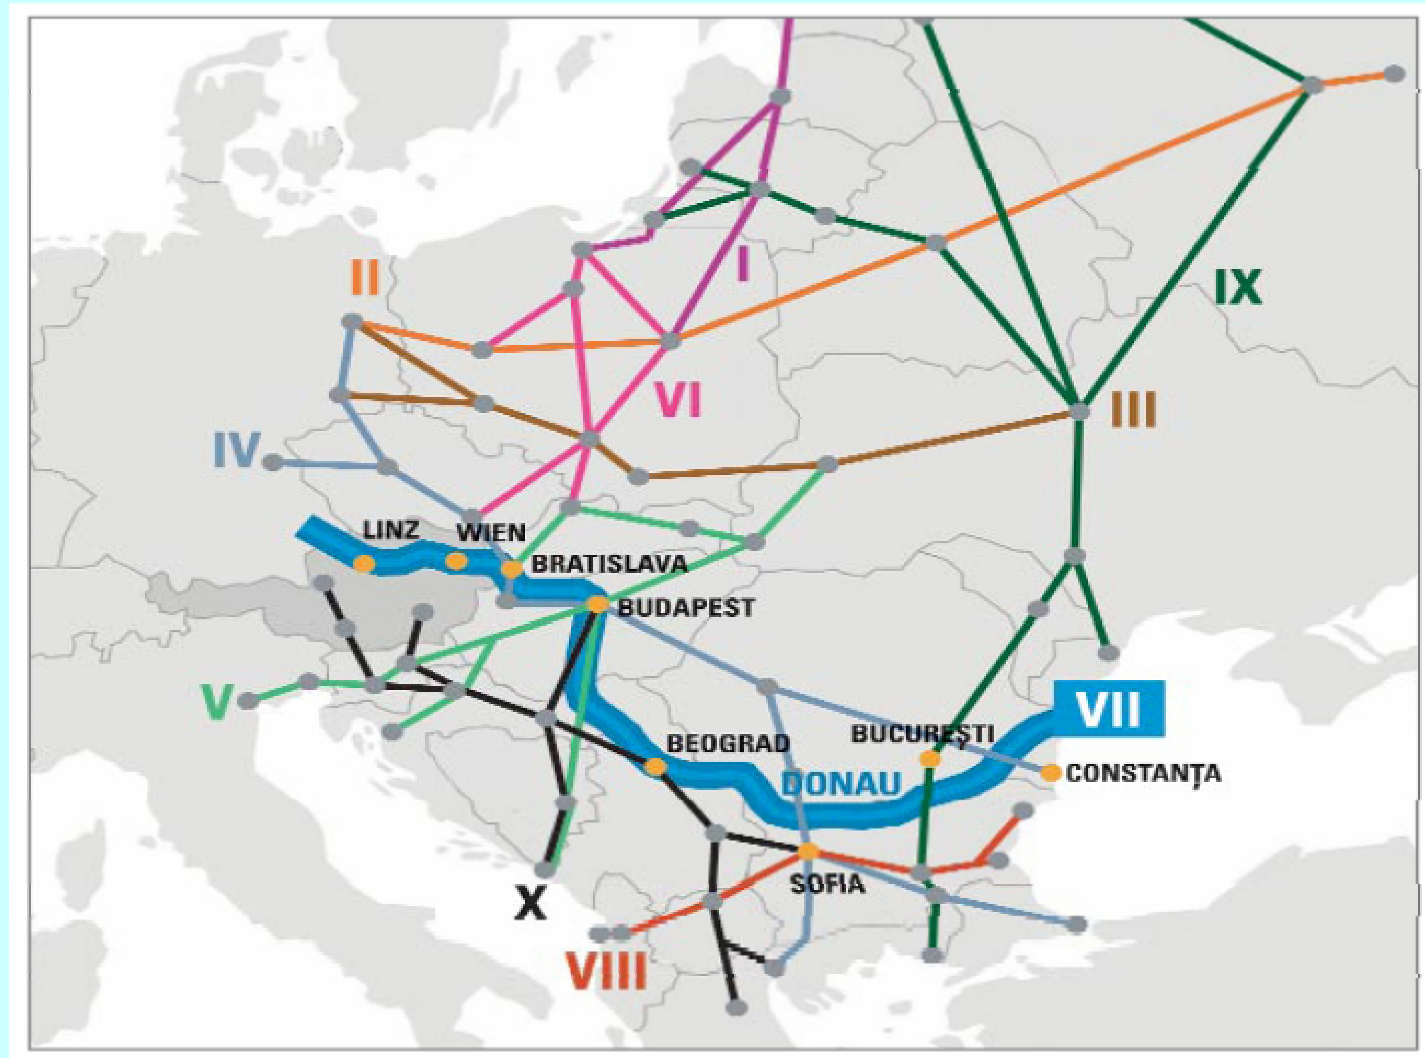 I
II
IX
VI
III
IV
LINZ
WIEN
BRATISLAVA
BUDAPEST
V
VII
BUCUREȘTI
BEOGRAD
DONAU
CONSTANȚA
SOFIA
X
VIII